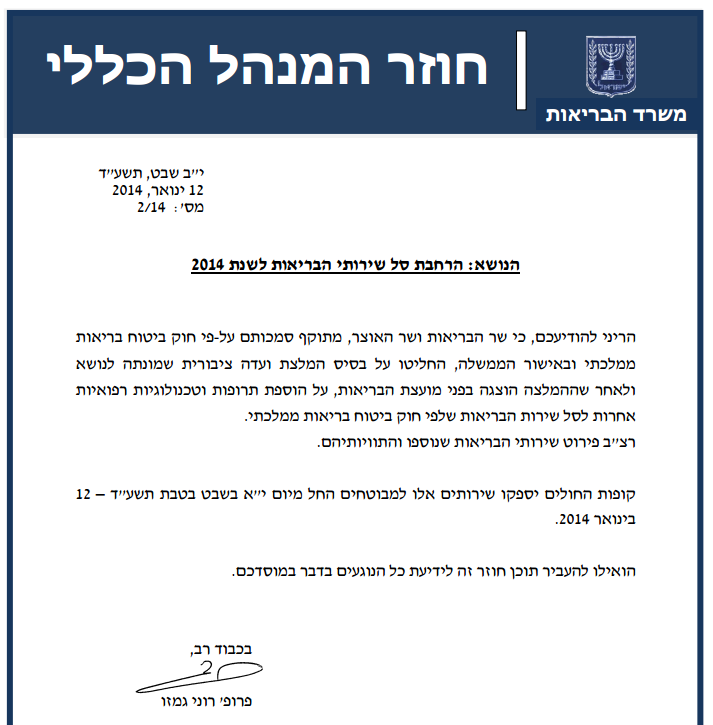 חוזר המנהל הכללי
משרד הבריאות
י"ב שבט, תשע"ד
12 ינואר, 2014
מס': 2/14
הנושא: הרחבת סל שירותי הבריאות לשנת 2014
הריני להודיעכם, כי שר הבריאות ושר האוצר, מתוקף סמכותם על-פי חוק ביטוח בריאות
ממלכתי ובאישור הממשלה, החליטו על בסיס המלצת ועדה ציבורית שמונתה לנושא
ולאחר שההמלצה הוצגה בפני מועצת הבריאות, על הוספת תרופות וטכנולוגיות רפואיות
אחרות לסל שירות הבריאות שלפי חוק ביטוח בריאות ממלכתי.
רצ"ב פירוט שירותי הבריאות שנוספו והתוויותיהם.
קופות החולים יספקו שירותים אלו למבוטחים החל מיום י"א בשבט בטבת תשע"ד – 12
בינואר 2014.
הואילו להעביר תוכן חוזר זה לידיעת כל הנוגעים בדבר במוסדכם.
בכבוד רב,
פרופ' רוני גמזו